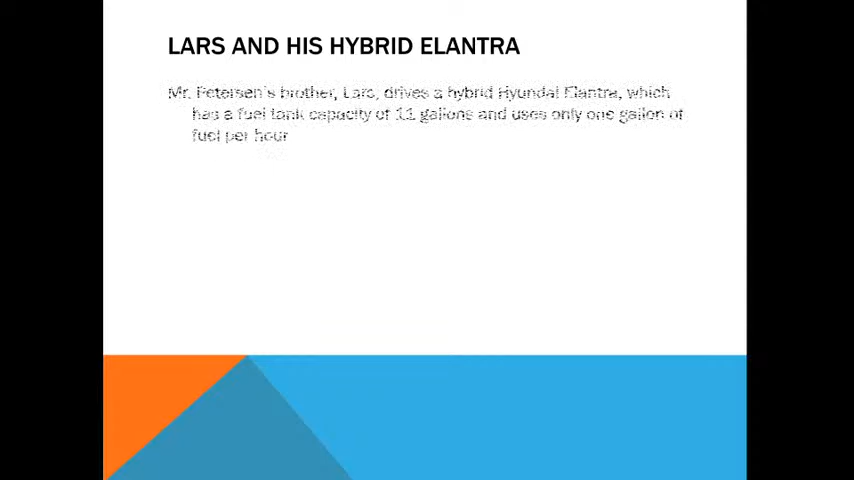 LARS AND HIS HYBRID ELANTRA
Mr. Petersen's brother, Lars, drives a hybrid Hyundai Elantra, which
has a fuel tank capacity of 11 gallons and uses only one gallon of
fuel per hour